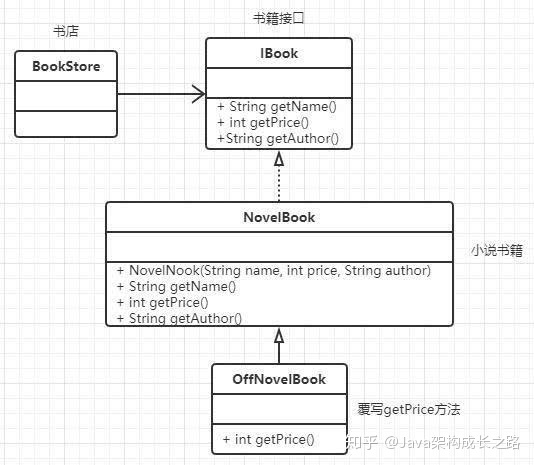 书店
书籍接口
BookStore
IBook
+ String getName()
+ int getPrice()
+String getAuthor()
NovelBook
小说书籍
+ NovelNook(String name, int price, String author)
+ String getName()
+ int getPrice()
+ String getAuthor()
OffNovelBook
覆写getPrice方法
+ int getPrice()
知乎 @Java架构成长之路